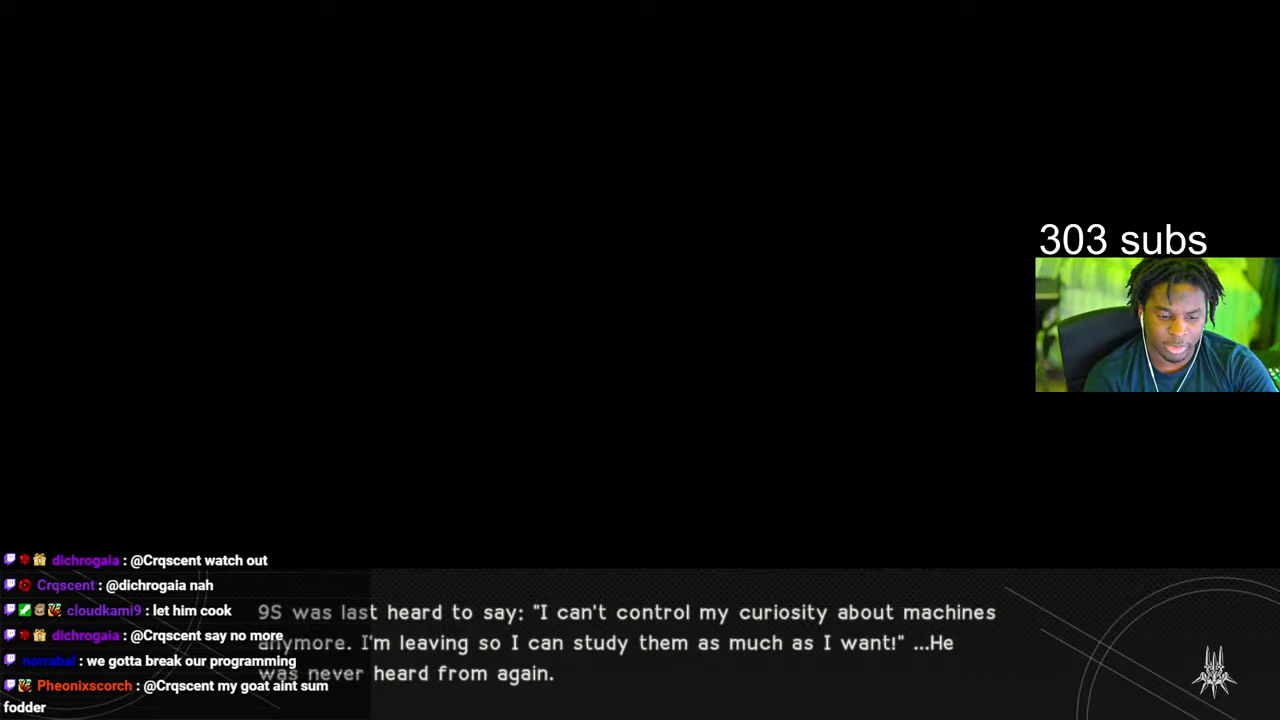 303 subs
dichrogaia : @Crqscent watch out
Crqscent : @dichrogaia nah
cloudkami9 : let him cook
dichrogaia : @Crqscent say no more
norrabal : we gotta break our programming
Pheonixscorch : @Crqscent my goat aint sum
fodder
9S was last heard to say: "I can't control my curiosity about machines
anymore. I'm leaving so I can study them as much as I want!" ...He
was never heard from again.